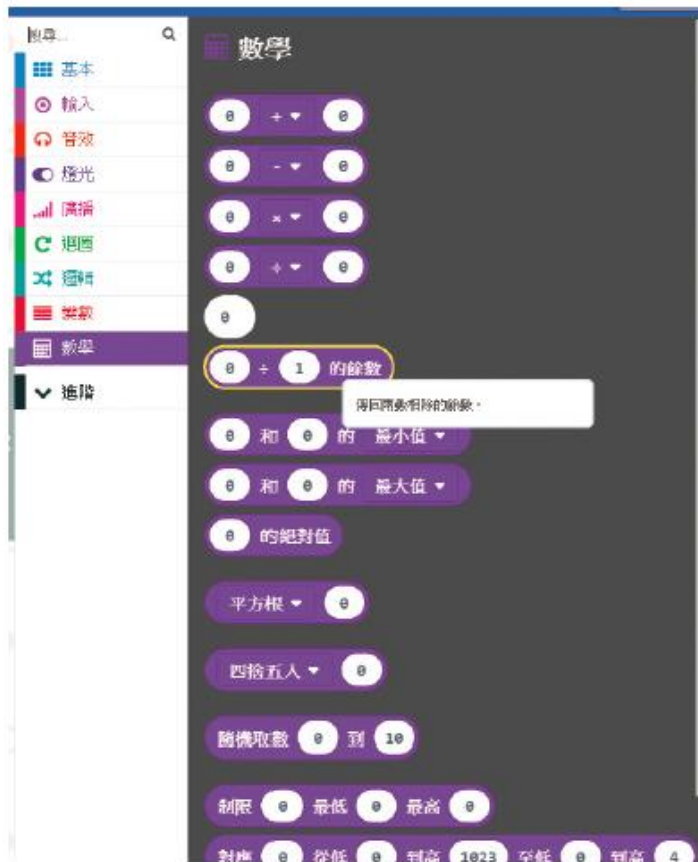 搜尋...
基本
輸入
音效
燈光
廣播
迴圈
邏輯
變數
數學
進階
數學
0 + 0
0 - 0
0 × 0
0 ÷ 0
0
0 ÷ 1 的餘數
傳回兩數相除的餘數。
0 和 0 的 最小值
0 和 0 的 最大值
0 的絕對值
平方根 0
四捨五入 0
隨機取數 0 到 10
制限 0 最低 0 最高 0
對應 0 從低 0 到高 1023 至低 0 到高 4